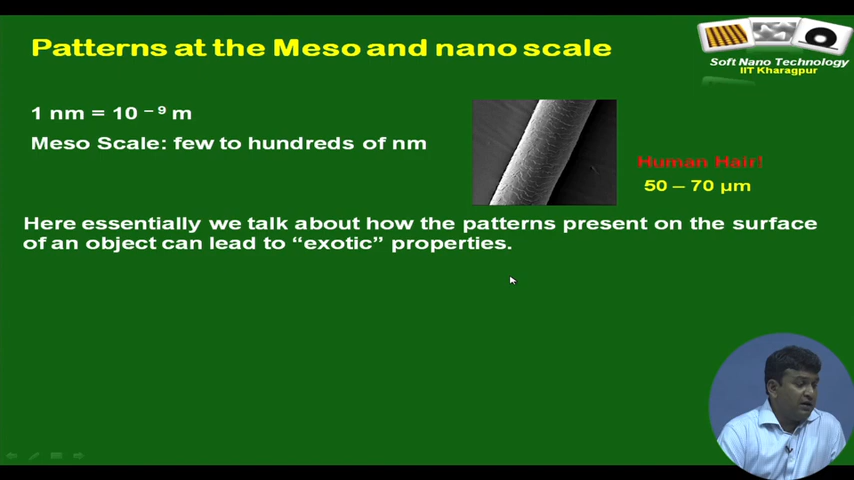 Patterns at the Meso and nano scale
Soft Nano Technology
IIT Kharagpur
1 nm = 10 – 9 m
Meso Scale: few to hundreds of nm
Human Hair!
50 – 70 µm
Here essentially we talk about how the patterns present on the surface
of an object can lead to “exotic” properties.